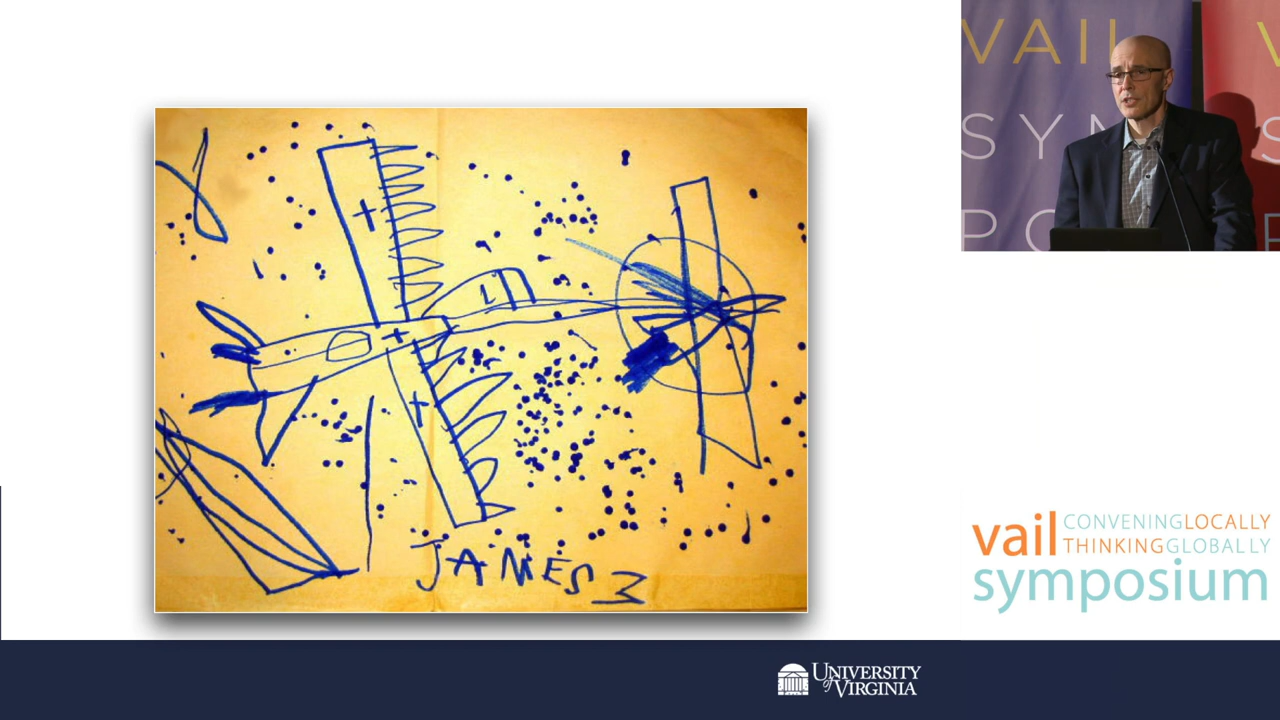 JAMES 3
VAIL
SYM
PO
V
S
vail CONVENINGLOCALLY
THINKINGGLOBALLY
symposium
UNIVERSITY
of VIRGINIA